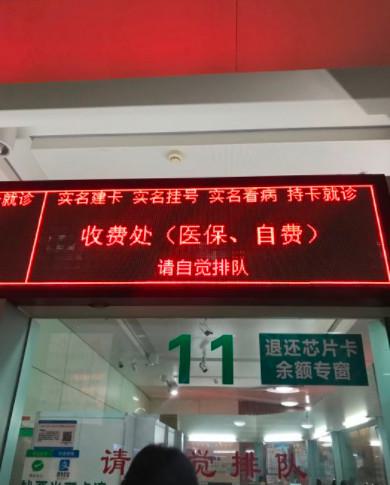 就诊
实名建卡 实名挂号 实名看病 持卡就诊
收费处（医保、自费）
请自觉排队
11
退还芯片卡
余额专窗
请自觉排队